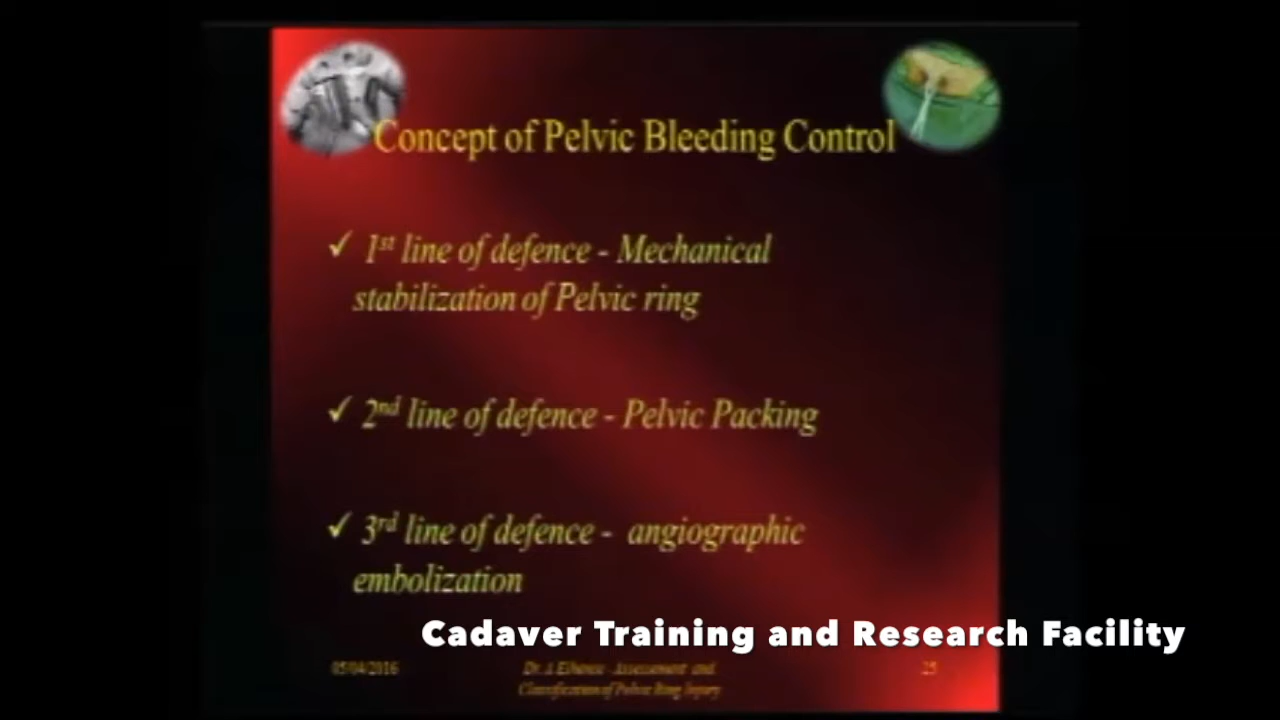 Concept of Pelvic Bleeding Control
✓ 1st line of defence - Mechanical
stabilization of Pelvic ring
✓ 2nd line of defence - Pelvic Packing
✓ 3rd line of defence - angiographic
embolization
Cadaver Training and Research Facility
05/04/2016
Dr. Assessment and
Classification of Pelvic Ring Injury
25